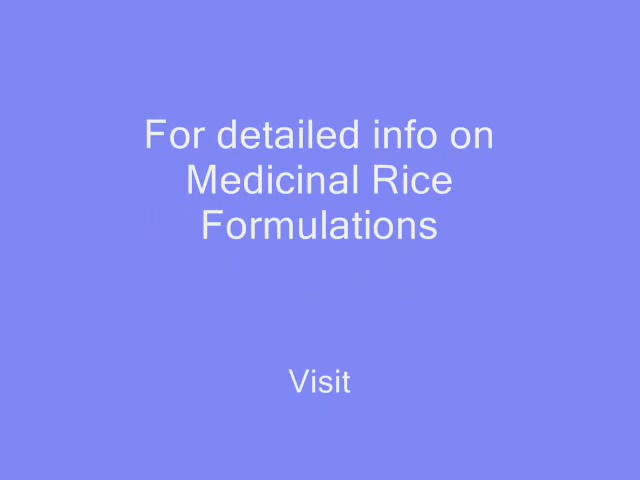 For detailed info on
Medicinal Rice
Formulations
Visit